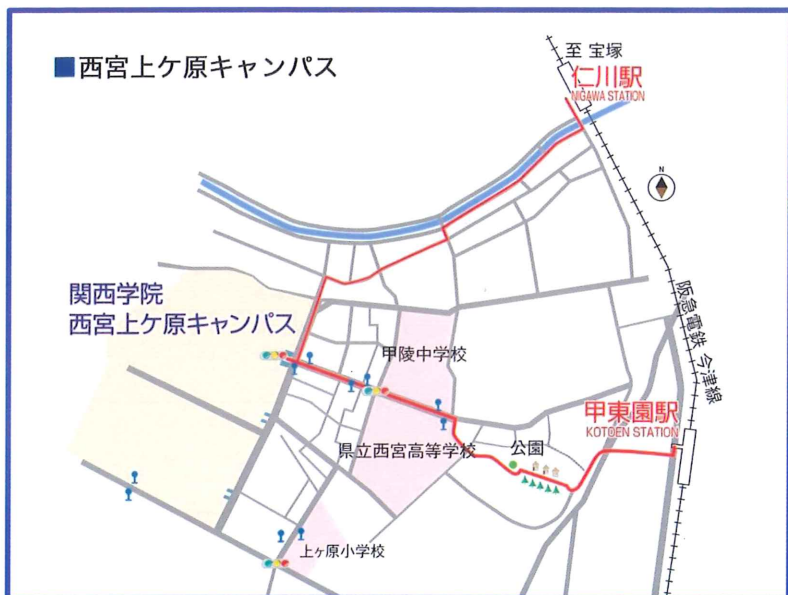 ■西宮上ケ原キャンパス
至 宝塚
仁川駅
NIGAWA STATION
N
関西学院
西宮上ケ原キャンパス
阪急電鉄 今津線
甲陵中学校
甲東園駅
KOTOEN STATION
県立西宮高等学校
公園
上ヶ原小学校